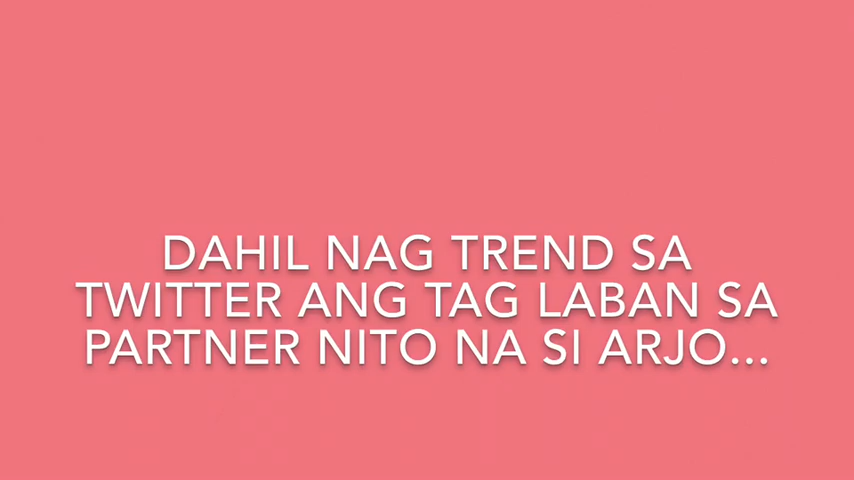 DAHIL NAG TREND SA
TWITTER ANG TAG LABAN SA
PARTNER NITO NA SI ARJO...